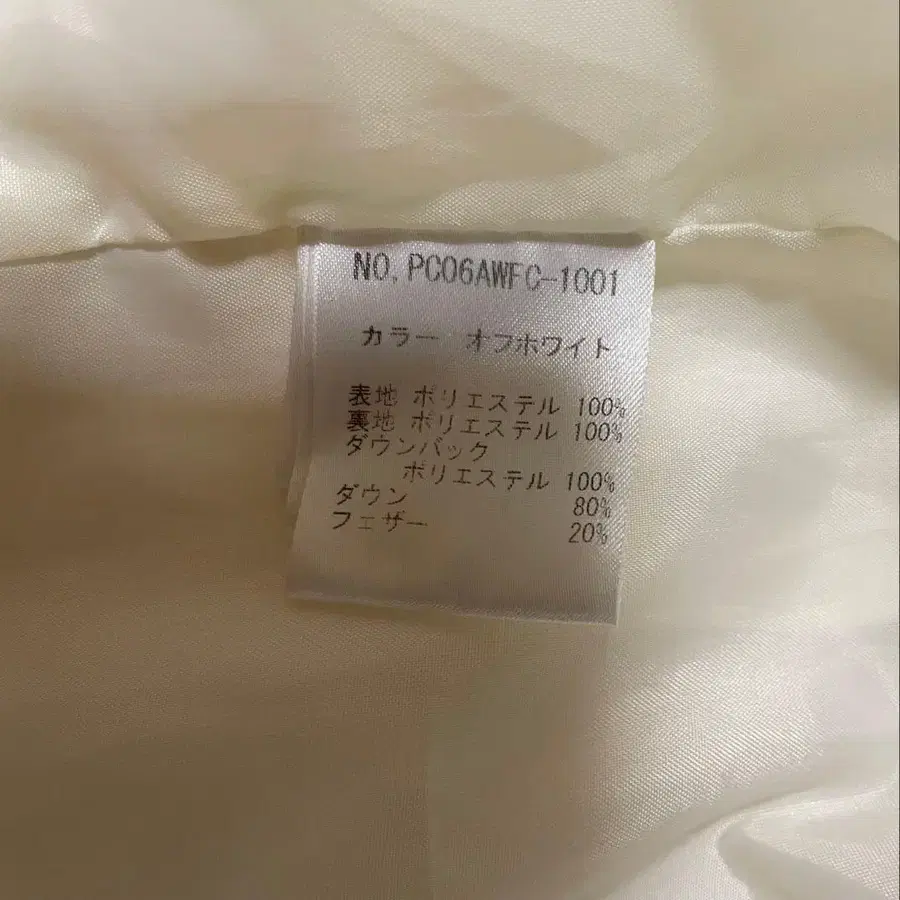 NO,PC06AWFC-1001
カラー オフホワイト
表地 ポリエステル 100%
裏地 ポリエステル 100%
ダウンバック
ポリエステル 100%
ダウン 80%
フェザー 20%